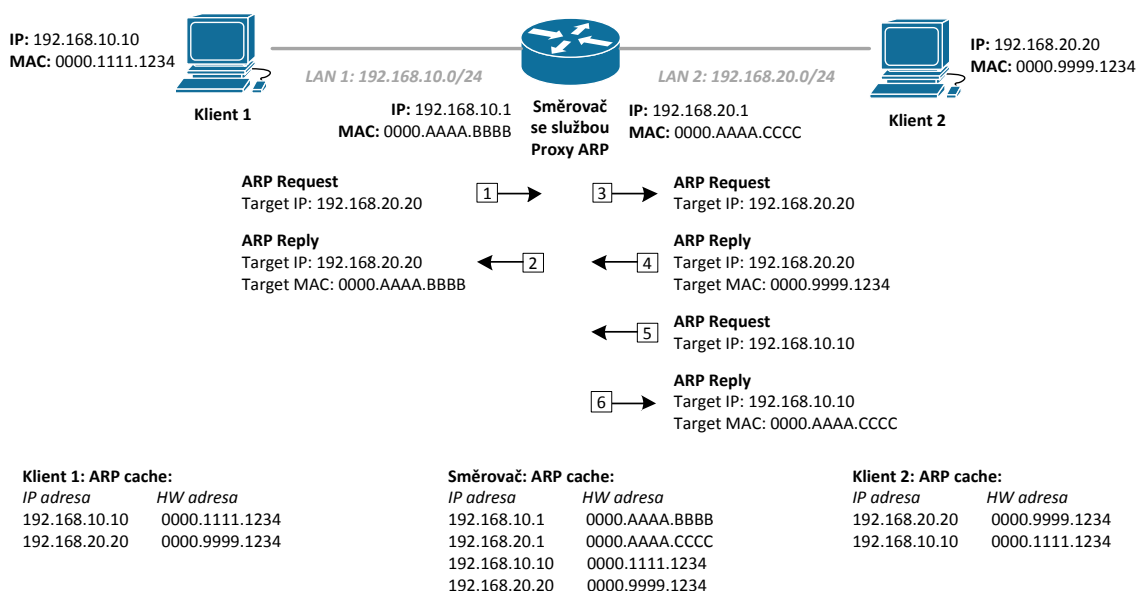 IP: 192.168.10.10
MAC: 0000.1111.1234
Klient 1
LAN 1: 192.168.10.0/24
IP: 192.168.10.1
MAC: 0000.AAAA.BBBB
Směrovač
se službou
Proxy ARP
LAN 2: 192.168.20.0/24
IP: 192.168.20.1
MAC: 0000.AAAA.CCCC
IP: 192.168.20.20
MAC: 0000.9999.1234
Klient 2
ARP Request
Target IP: 192.168.20.20
1
3
ARP Request
Target IP: 192.168.20.20
ARP Reply
Target IP: 192.168.20.20
Target MAC: 0000.AAAA.BBBB
2
4
ARP Reply
Target IP: 192.168.20.20
Target MAC: 0000.9999.1234
5
ARP Request
Target IP: 192.168.10.10
6
ARP Reply
Target IP: 192.168.10.10
Target MAC: 0000.AAAA.CCCC
Klient 1: ARP cache:
IP adresa HW adresa
192.168.10.10 0000.1111.1234
192.168.20.20 0000.9999.1234
Směrovač: ARP cache:
IP adresa HW adresa
192.168.10.1 0000.AAAA.BBBB
192.168.20.1 0000.AAAA.CCCC
192.168.10.10 0000.1111.1234
192.168.20.20 0000.9999.1234
Klient 2: ARP cache:
IP adresa HW adresa
192.168.20.20 0000.9999.1234
192.168.10.10 0000.1111.1234